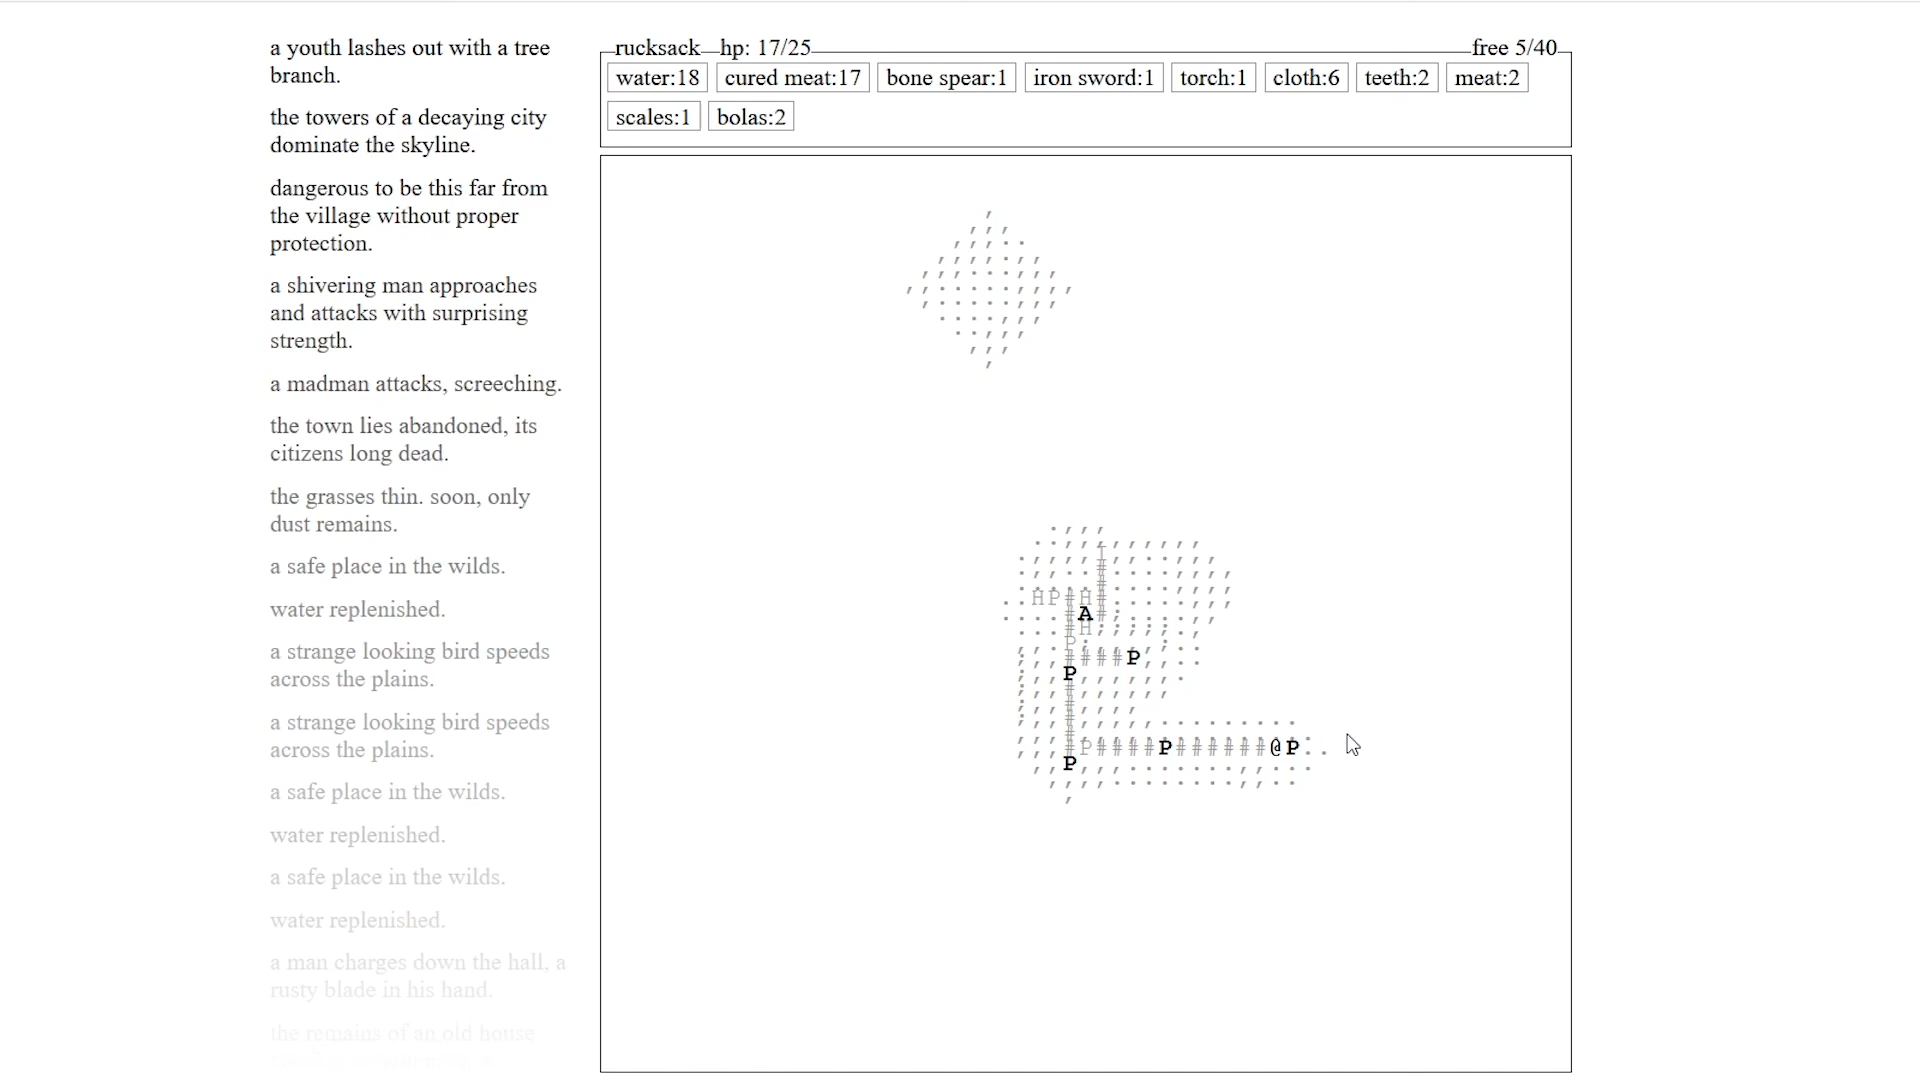 a youth lashes out with a tree
branch.
the towers of a decaying city
dominate the skyline.
dangerous to be this far from
the village without proper
protection.
a shivering man approaches
and attacks with surprising
strength.
a madman attacks, screeching.
the town lies abandoned, its
citizens long dead.
the grasses thin. soon, only
dust remains.
a safe place in the wilds.
water replenished.
a strange looking bird speeds
across the plains.
a strange looking bird speeds
across the plains.
a safe place in the wilds.
water replenished.
a safe place in the wilds.
water replenished.
a man charges down the hall, a
rusty blade in his hand.
the remains of an old house
rucksack hp: 17/25 free 5/40
water:18 cured meat:17 bone spear:1 iron sword:1 torch:1 cloth:6 teeth:2 meat:2
scales:1 bolas:2
I
#
#
HP#H#
#A#
#H
P
####P
P
#
#
#
#
#P####P######@P
P